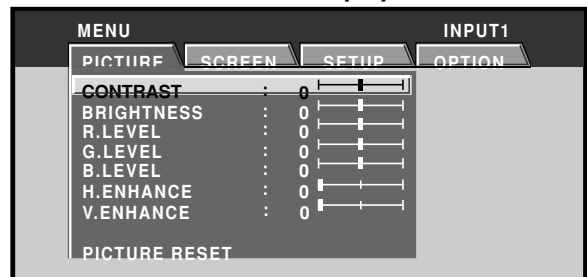 MENU INPUT1
PICTURE SCREEN SETUP OPTION
CONTRAST : 0
BRIGHTNESS : 0
R.LEVEL : 0
G.LEVEL : 0
B.LEVEL : 0
H.ENHANCE : 0
V.ENHANCE : 0
PICTURE RESET